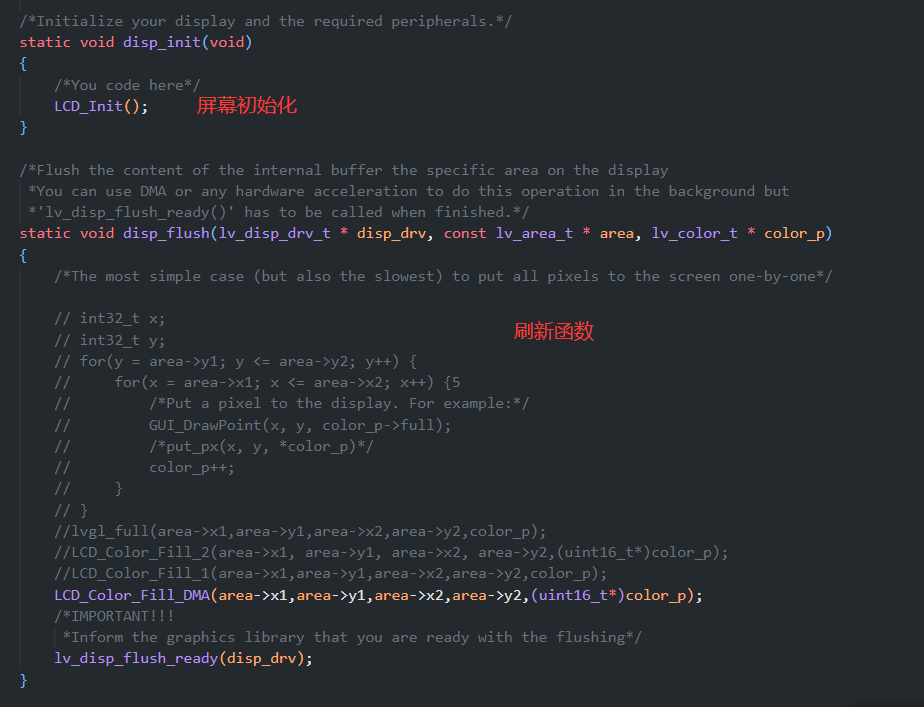 /*Initialize your display and the required peripherals.*/
static void disp_init(void)
{
/*You code here*/
LCD_Init(); 屏幕初始化
}
/*Flush the content of the internal buffer the specific area on the display
*You can use DMA or any hardware acceleration to do this operation in the background but
*'lv_disp_flush_ready()' has to be called when finished.*/
static void disp_flush(lv_disp_drv_t * disp_drv, const lv_area_t * area, lv_color_t * color_p)
{
/*The most simple case (but also the slowest) to put all pixels to the screen one-by-one*/
// int32_t x;
刷新函数
// int32_t y;
// for(y = area->y1; y <= area->y2; y++) {
//     for(x = area->x1; x <= area->x2; x++) {5
//         /*Put a pixel to the display. For example:*/
//         GUI_DrawPoint(x, y, color_p->full);
//         /*put_px(x, y, *color_p)*/
//         color_p++;
//     }
// }
//lvgl_full(area->x1,area->y1,area->x2,area->y2,color_p);
//LCD_Color_Fill_2(area->x1, area->y1, area->x2, area->y2,(uint16_t*)color_p);
//LCD_Color_Fill_1(area->x1,area->y1,area->x2,area->y2,color_p);
LCD_Color_Fill_DMA(area->x1,area->y1,area->x2,area->y2,(uint16_t*)color_p);
/*IMPORTANT!!!
*Inform the graphics library that you are ready with the flushing*/
lv_disp_flush_ready(disp_drv);
}